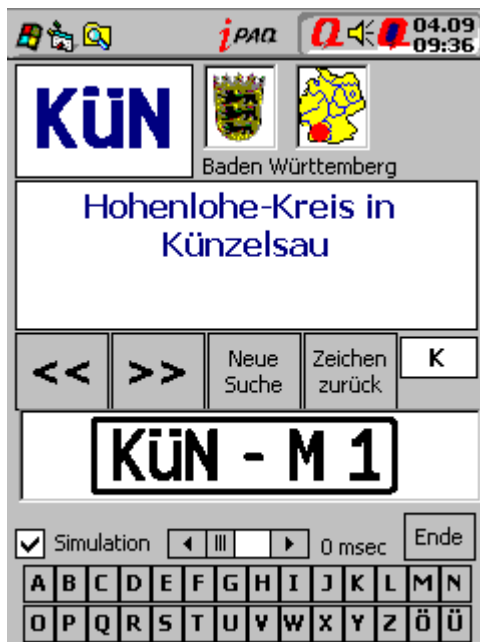 iPAQ
04.09
09:36
KüN
Baden Württemberg
Hohenlohe-Kreis in
Künzelsau
<< >> Neue Suche Zeichen zurück K
KüN - M 1
Simulation 0 msec Ende
A B C D E F G H I J K L M N
O P Q R S T U V W X Y Z Ö Ü